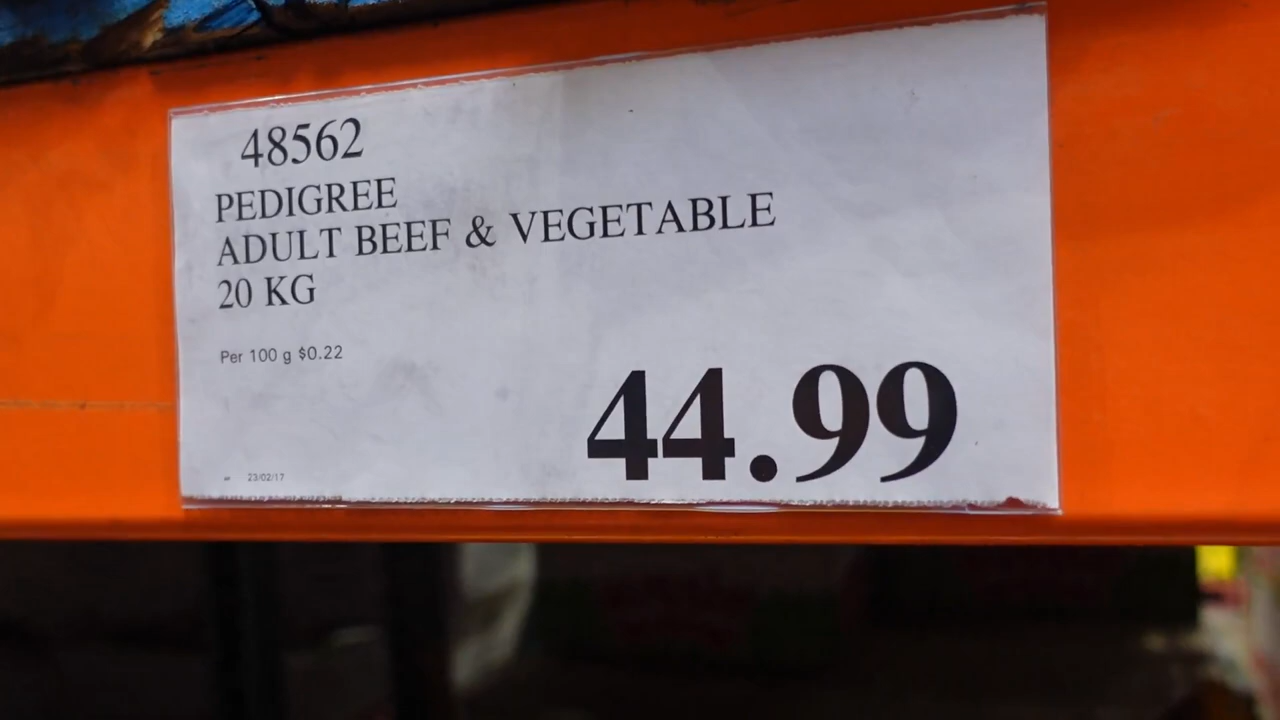 48562
PEDIGREE
ADULT BEEF & VEGETABLE
20 KG
Per 100 g $0.22
44.99
23/02/17